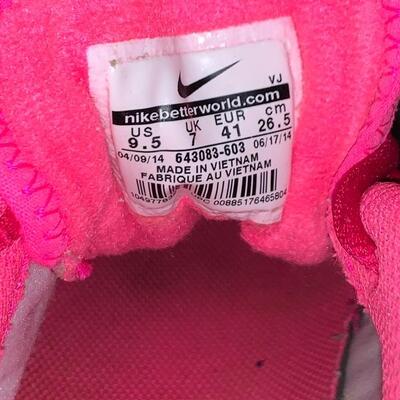 VJ
nikebetterworld.com
US UK EUR cm
9.5 7 41 26.5
04/09/14 643083-603 06/17/14
MADE IN VIETNAM
FABRIQUE AU VIETNAM
00885176465804